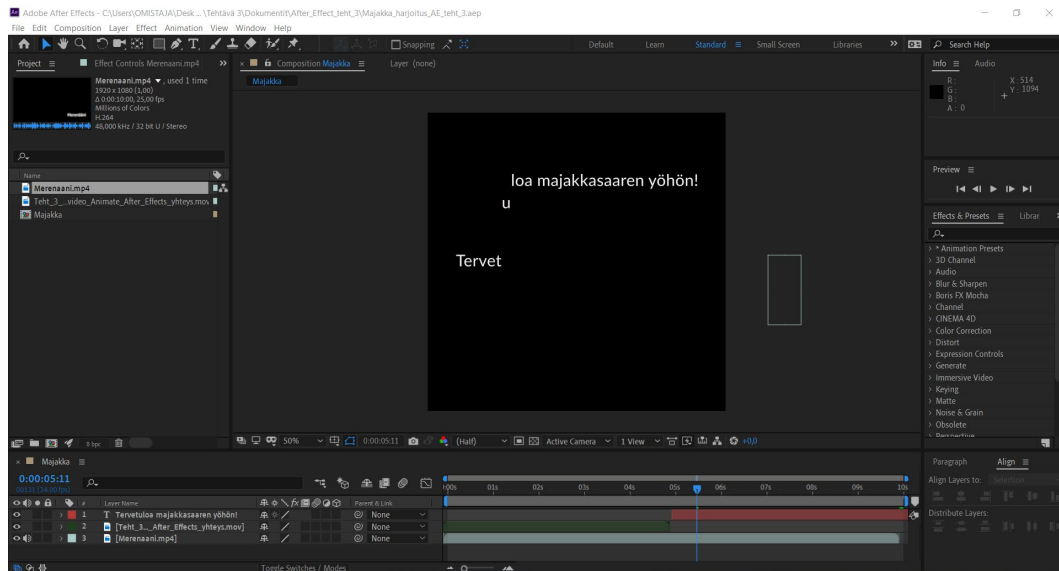 Adobe After Effects - C:\Users\OMISTAJA\Desk ... \Tehtävä 3\Dokumentit\After_Effect_teht_3\Majakka_harjoitus_AE_teht_3.aep
File Edit Composition Layer Effect Animation View Window Help
Snapping
Default Learn Standard Small Screen Libraries Search Help
Project Effect Controls Merenaani.mp4 Composition Majakka Layer (none) Info Audio
Majakka
Merenaani.mp4 , used 1 time
1920 x 1080 (1,00)
Δ 0:00:10:00, 25,00 fps
Millions of Colors
H.264
48,000 kHz / 32 bit U / Stereo
R :
G :
B :
A : 0
X : 514
Y : 1094
Name
Merenaani.mp4
Teht_3_...video_Animate_After_Effects_yhteys.mov
Majakka
loa majakkasaaren yöhön!
u
Tervet
Preview
Effects & Presets Librar
* Animation Presets
3D Channel
Audio
Blur & Sharpen
Boris FX Mocha
Channel
CINEMA 4D
Color Correction
Distort
Expression Controls
Generate
Immersive Video
Keying
Matte
Noise & Grain
Obsolete
Perspective
8 bpc
50% 0:00:05:11 (Half) Active Camera 1 View +0,0
Majakka
0:00:05:11
# Layer Name Parent & Link
1 T Tervetuloa majakkasaaren yöhön! None
2 [Teht_3..._After_Effects_yhteys.mov] None
3 [Merenaani.mp4] None
:00s 01s 02s 03s 04s 05s 06s 07s 08s 09s 10s
Toggle Switches / Modes
Paragraph Align
Align Layers to: Selection
Distribute Layers: